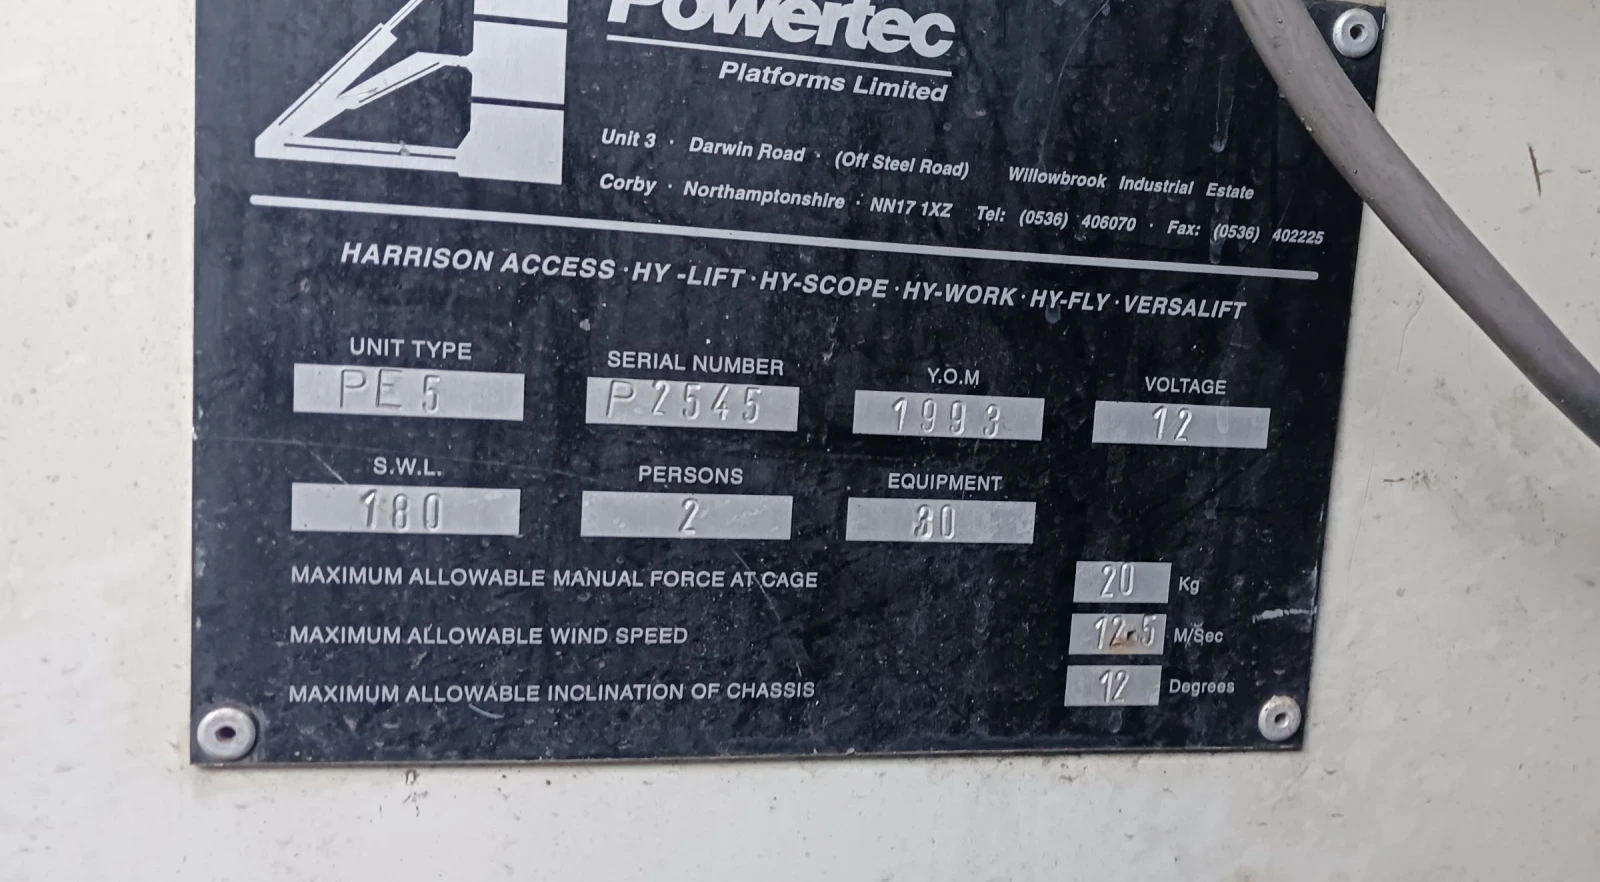 Powertec
Platforms Limited
Unit 3 · Darwin Road · (Off Steel Road) Willowbrook Industrial Estate
Corby · Northamptonshire · NN17 1XZ Tel: (0536) 406070 · Fax: (0536) 402225
HARRISON ACCESS · HY -LIFT · HY-SCOPE · HY-WORK · HY-FLY · VERSALIFT
UNIT TYPE SERIAL NUMBER Y.O.M VOLTAGE
PE5 P2545 1993 12
S.W.L. PERSONS EQUIPMENT
180 2
MAXIMUM ALLOWABLE MANUAL FORCE AT CAGE 20 Kg
MAXIMUM ALLOWABLE WIND SPEED 12.5 M/Sec
MAXIMUM ALLOWABLE INCLINATION OF CHASSIS 12 Degrees